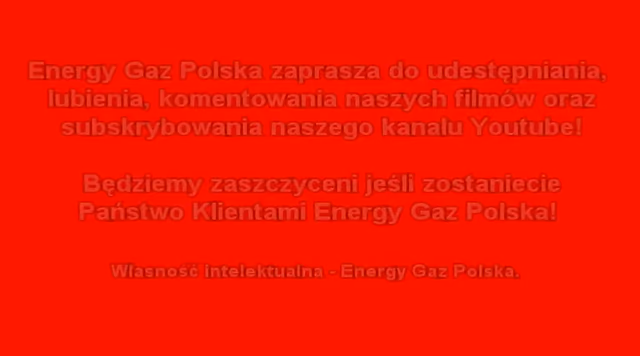 Energy Gaz Polska zaprasza do udestępniania,
lubienia, komentowania naszych filmów oraz
subskrybowania naszego kanalu Youtube!
Będziemy zaszczyceni jeśli zostaniecie
Państwo Klientami Energy Gaz Polska!
Własność intelektualna - Energy Gaz Polska.